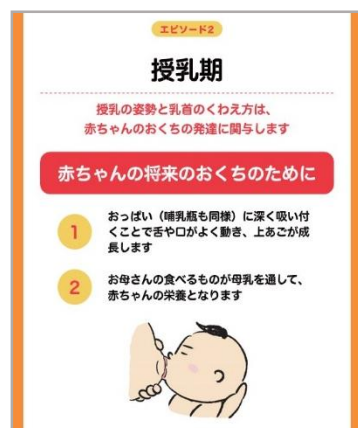 エピソード2
授乳期
授乳の姿勢と乳首のくわえ方は、
赤ちゃんのおくちの発達に関与します
赤ちゃんの将来のおくちのために
1
おっぱい（哺乳瓶も同様）に深く吸い付
くことで舌や口がよく動き、上あごが成
長します
2
お母さんの食べるものが母乳を通して、
赤ちゃんの栄養となります